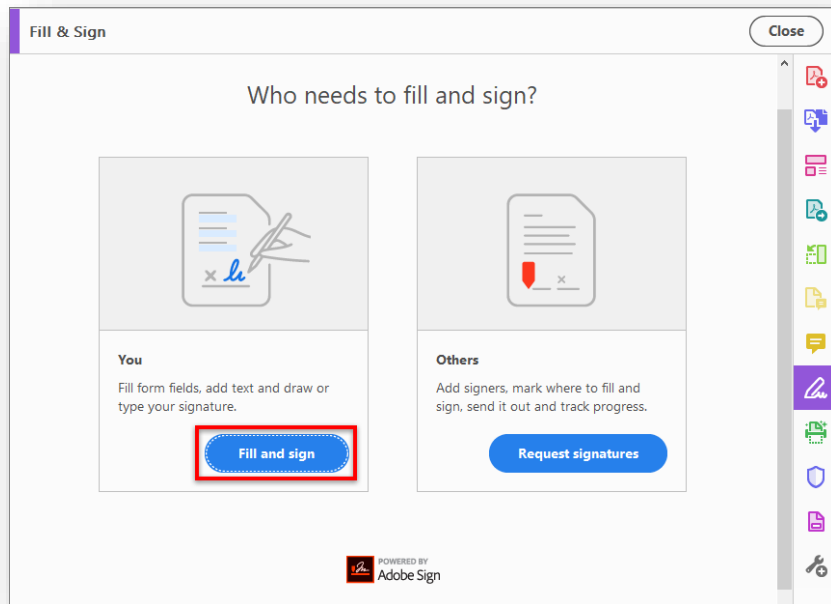 Fill & Sign
Close
Who needs to fill and sign?
You
Fill form fields, add text and draw or
type your signature.
Fill and sign
Others
Add signers, mark where to fill and
sign, send it out and track progress.
Request signatures
POWERED BY
Adobe Sign